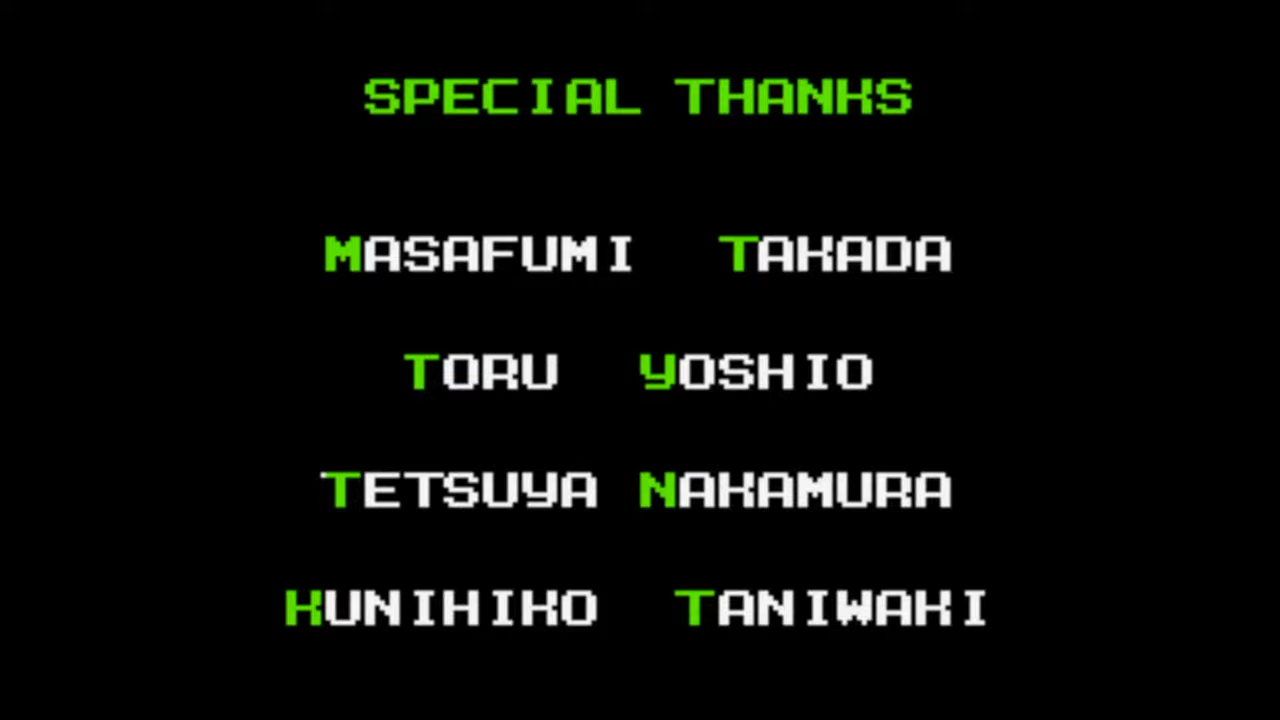 SPECIAL THANKS
MASAFUMI TAKADA
TORU YOSHIO
TETSUYA NAKAMURA
KUNIHIKO TANIWAKI